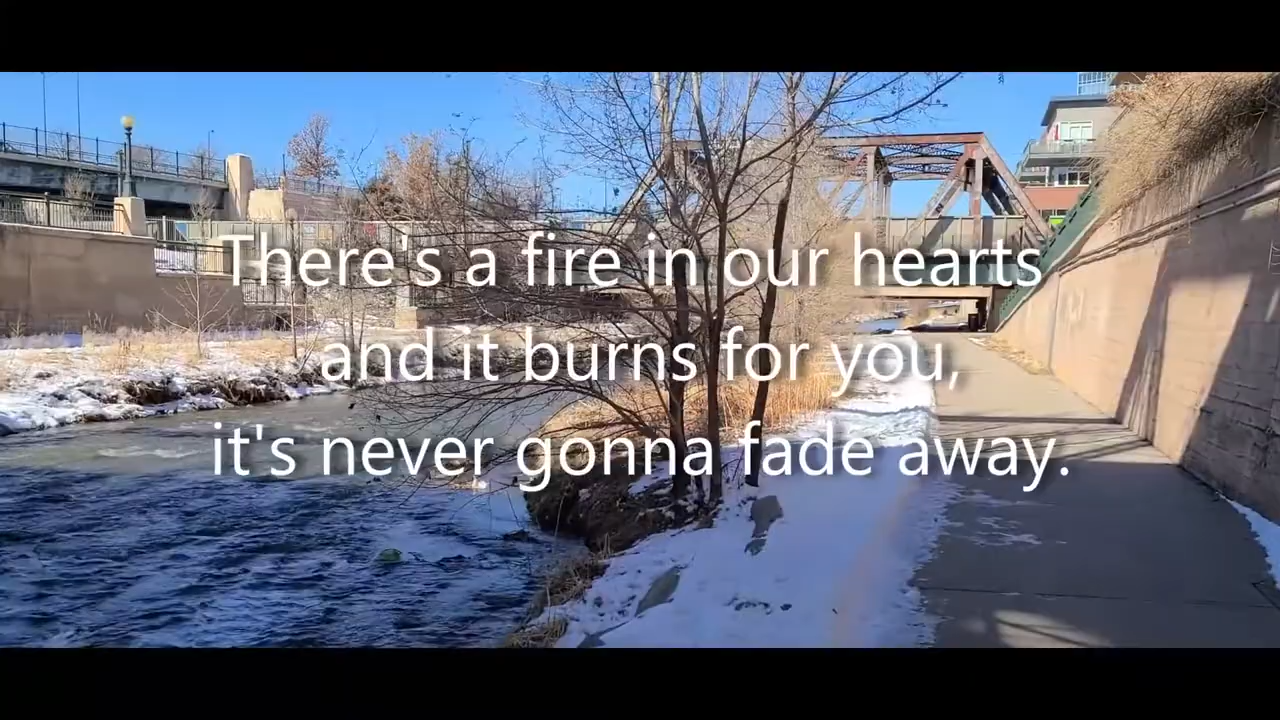 There's a fire in our hearts
and it burns for you,
it's never gonna fade away.